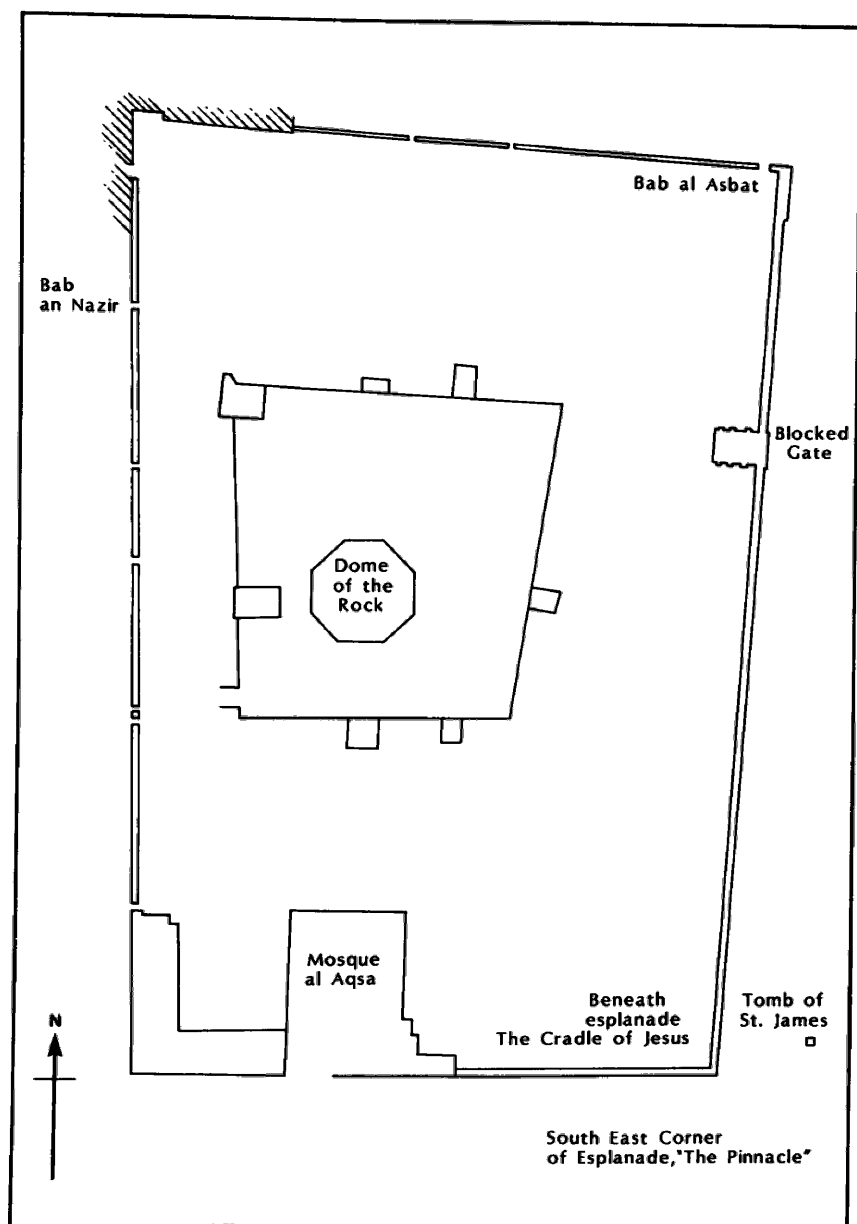 Bab al Asbat
Bab
an Nazir
Blocked
Gate
Dome
of the
Rock
Mosque
al Aqsa
Beneath
esplanade
The Cradle of Jesus
Tomb of
St. James
N
South East Corner
of Esplanade,"The Pinnacle"